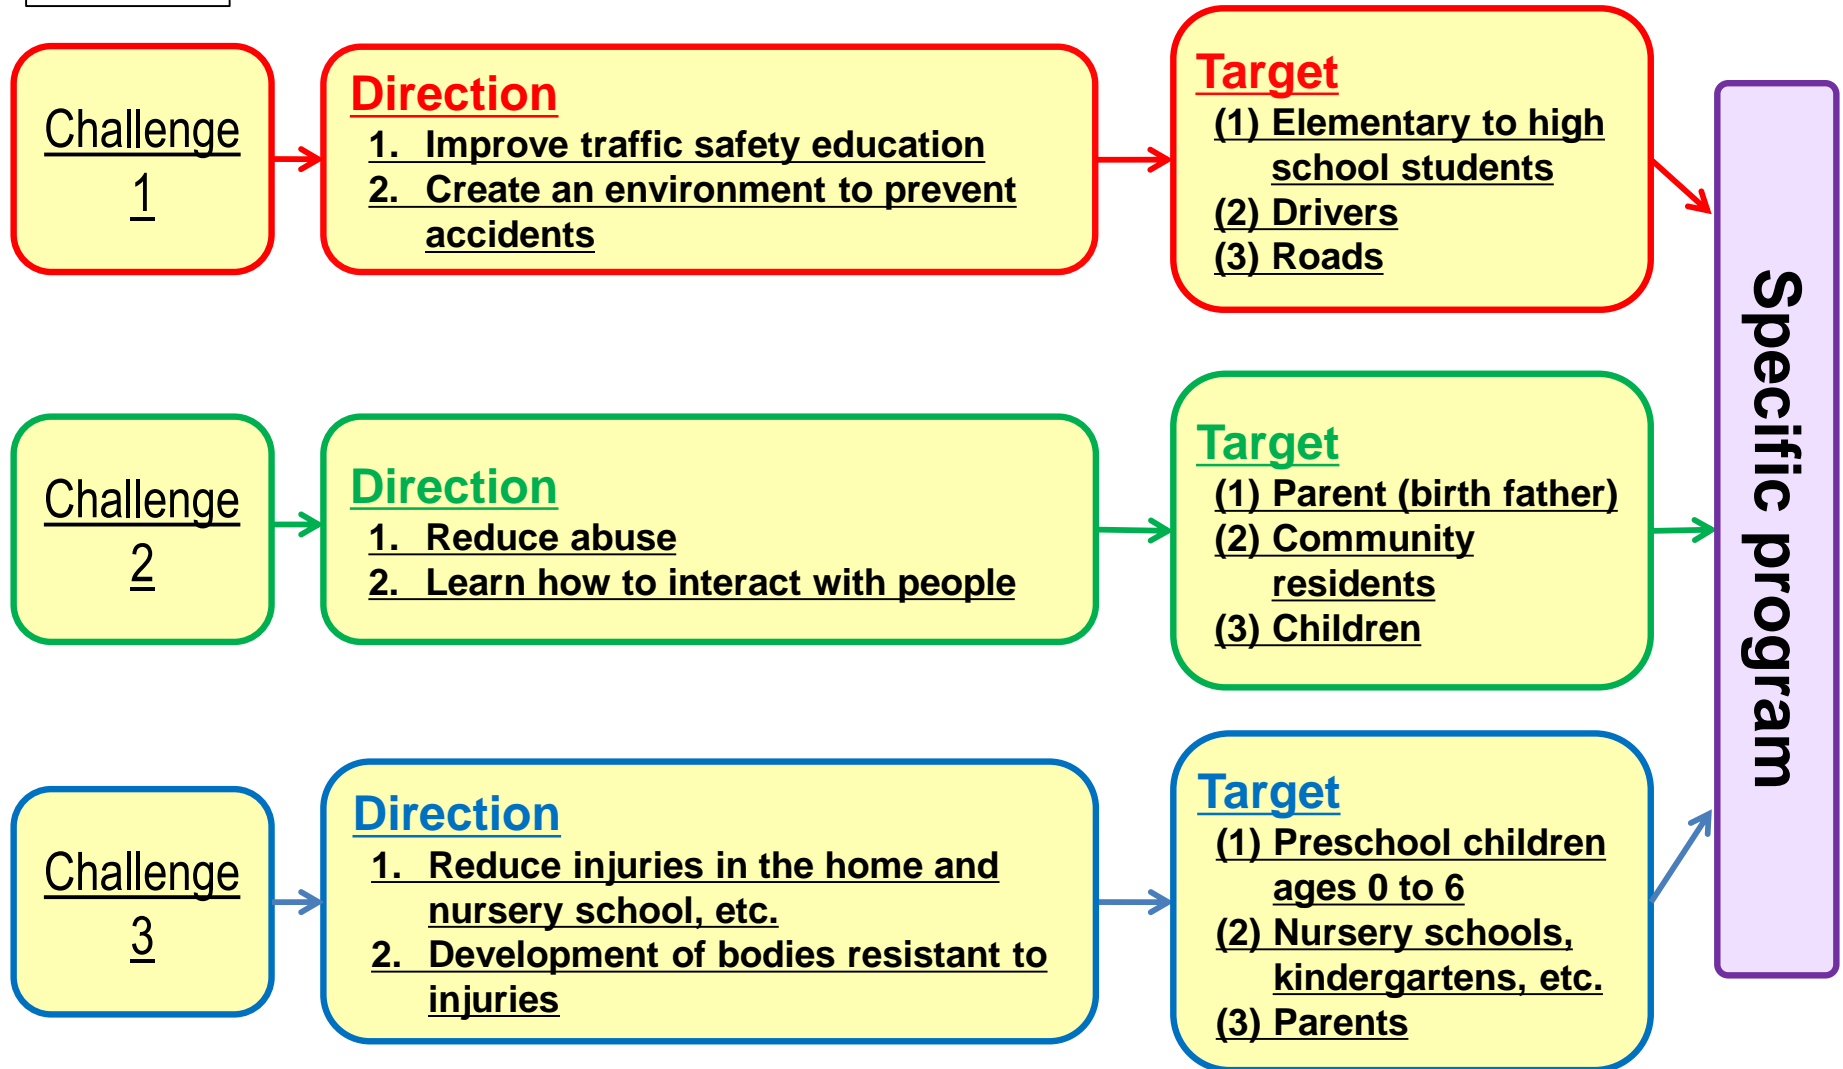 Challenge
1
Direction
1. Improve traffic safety education
2. Create an environment to prevent
accidents
Target
(1) Elementary to high
school students
(2) Drivers
(3) Roads
Challenge
2
Direction
1. Reduce abuse
2. Learn how to interact with people
Target
(1) Parent (birth father)
(2) Community
residents
(3) Children
Challenge
3
Direction
1. Reduce injuries in the home and
nursery school, etc.
2. Development of bodies resistant to
injuries
Target
(1) Preschool children
ages 0 to 6
(2) Nursery schools,
kindergartens, etc.
(3) Parents
Specific program